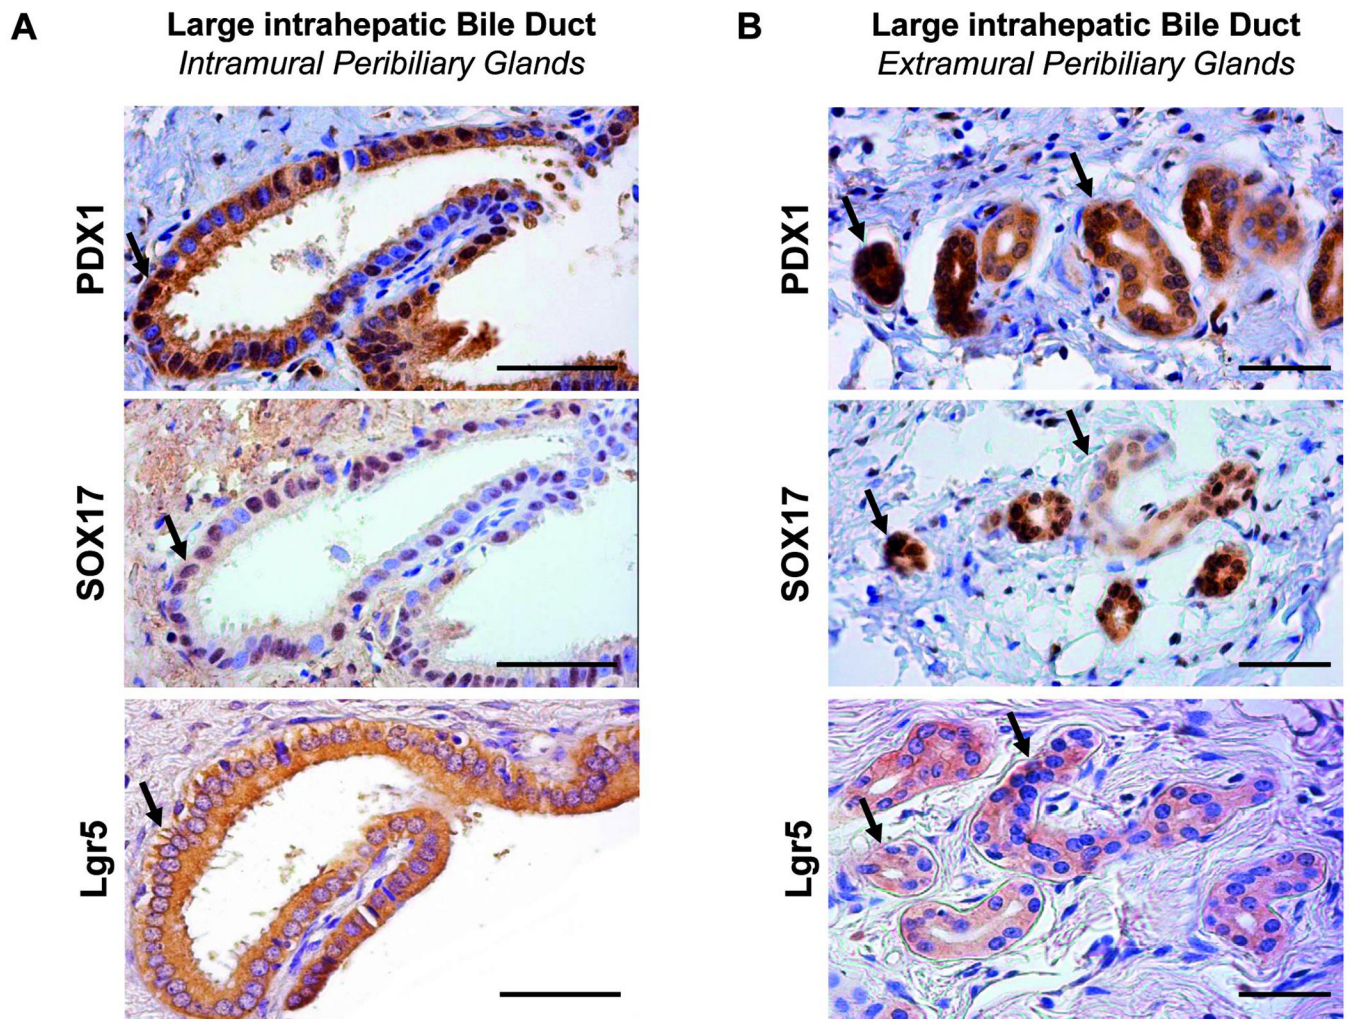 A
Large intrahepatic Bile Duct
Intramural Peribiliary Glands
PDX1
SOX17
Lgr5
B
Large intrahepatic Bile Duct
Extramural Peribiliary Glands
PDX1
SOX17
Lgr5